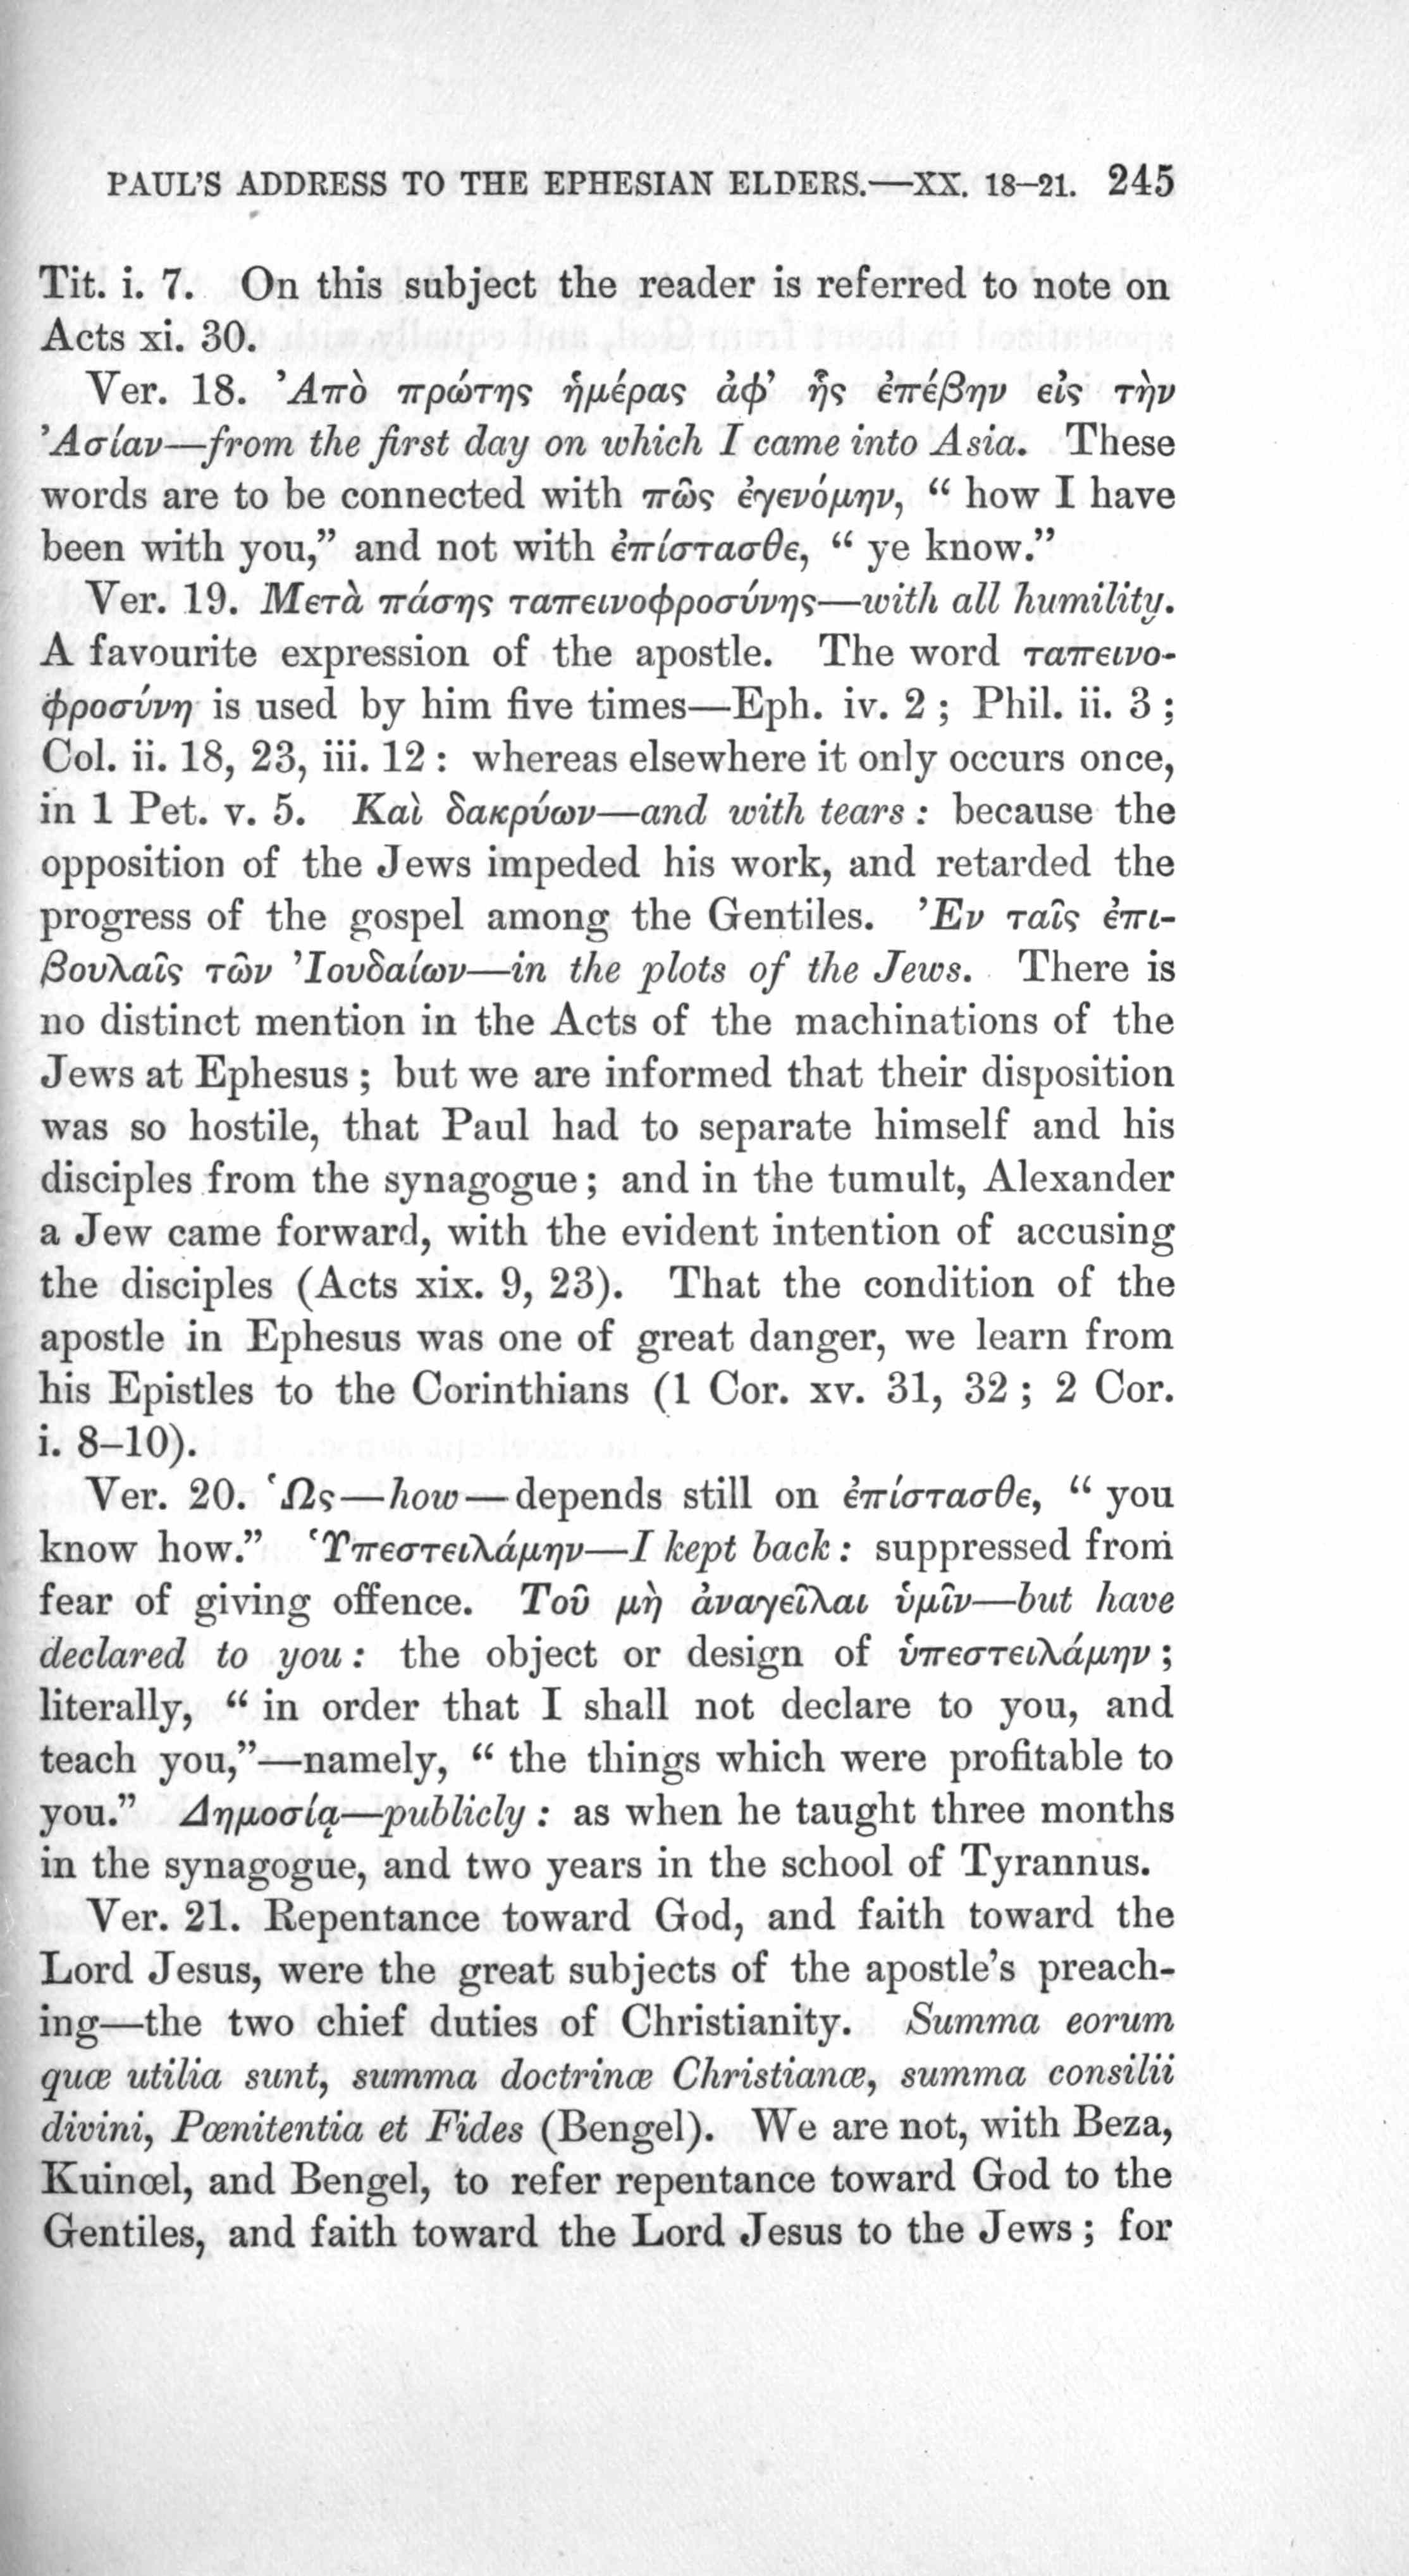 PAUL'S ADDRESS TO THE EPHESIAN ELDERS.—XX. 18–21. 245
Tit. i. 7. On this subject the reader is referred to note on
Acts xi. 30.
Ver. 18. Ἀπὸ πρώτης ἡμέρας ἀφ' ἧς ἐπέβην εἰς τὴν
Ἀσίαν—from the first day on which I came into Asia. These
words are to be connected with πῶς ἐγενόμην, “ how I have
been with you,” and not with ἐπίστασθε, “ ye know.”
Ver. 19. Μετὰ πάσης ταπεινοφροσύνης—with all humility.
A favourite expression of the apostle. The word ταπεινο-
φροσύνη is used by him five times—Eph. iv. 2 ; Phil. ii. 3 ;
Col. ii. 18, 23, iii. 12 : whereas elsewhere it only occurs once,
in 1 Pet. v. 5. Καὶ δακρύων—and with tears : because the
opposition of the Jews impeded his work, and retarded the
progress of the gospel among the Gentiles. Ἐν ταῖς ἐπι-
βουλαῖς τῶν Ἰουδαίων—in the plots of the Jews. There is
no distinct mention in the Acts of the machinations of the
Jews at Ephesus ; but we are informed that their disposition
was so hostile, that Paul had to separate himself and his
disciples from the synagogue ; and in the tumult, Alexander
a Jew came forward, with the evident intention of accusing
the disciples (Acts xix. 9, 23). That the condition of the
apostle in Ephesus was one of great danger, we learn from
his Epistles to the Corinthians (1 Cor. xv. 31, 32 ; 2 Cor.
i. 8–10).
Ver. 20. Ὡς—how—depends still on ἐπίστασθε, “ you
know how.” Ὑπεστειλάμην—I kept back : suppressed from
fear of giving offence. Τοῦ μὴ ἀναγεῖλαι ὑμῖν—but have
declared to you : the object or design of ὑπεστειλάμην ;
literally, “ in order that I shall not declare to you, and
teach you,”—namely, “ the things which were profitable to
you.” Δημοσίᾳ—publicly : as when he taught three months
in the synagogue, and two years in the school of Tyrannus.
Ver. 21. Repentance toward God, and faith toward the
Lord Jesus, were the great subjects of the apostle's preach-
ing—the two chief duties of Christianity. Summa eorum
quæ utilia sunt, summa doctrinæ Christianæ, summa consilii
divini, Pœnitentia et Fides (Bengel). We are not, with Beza,
Kuinœl, and Bengel, to refer repentance toward God to the
Gentiles, and faith toward the Lord Jesus to the Jews ; for